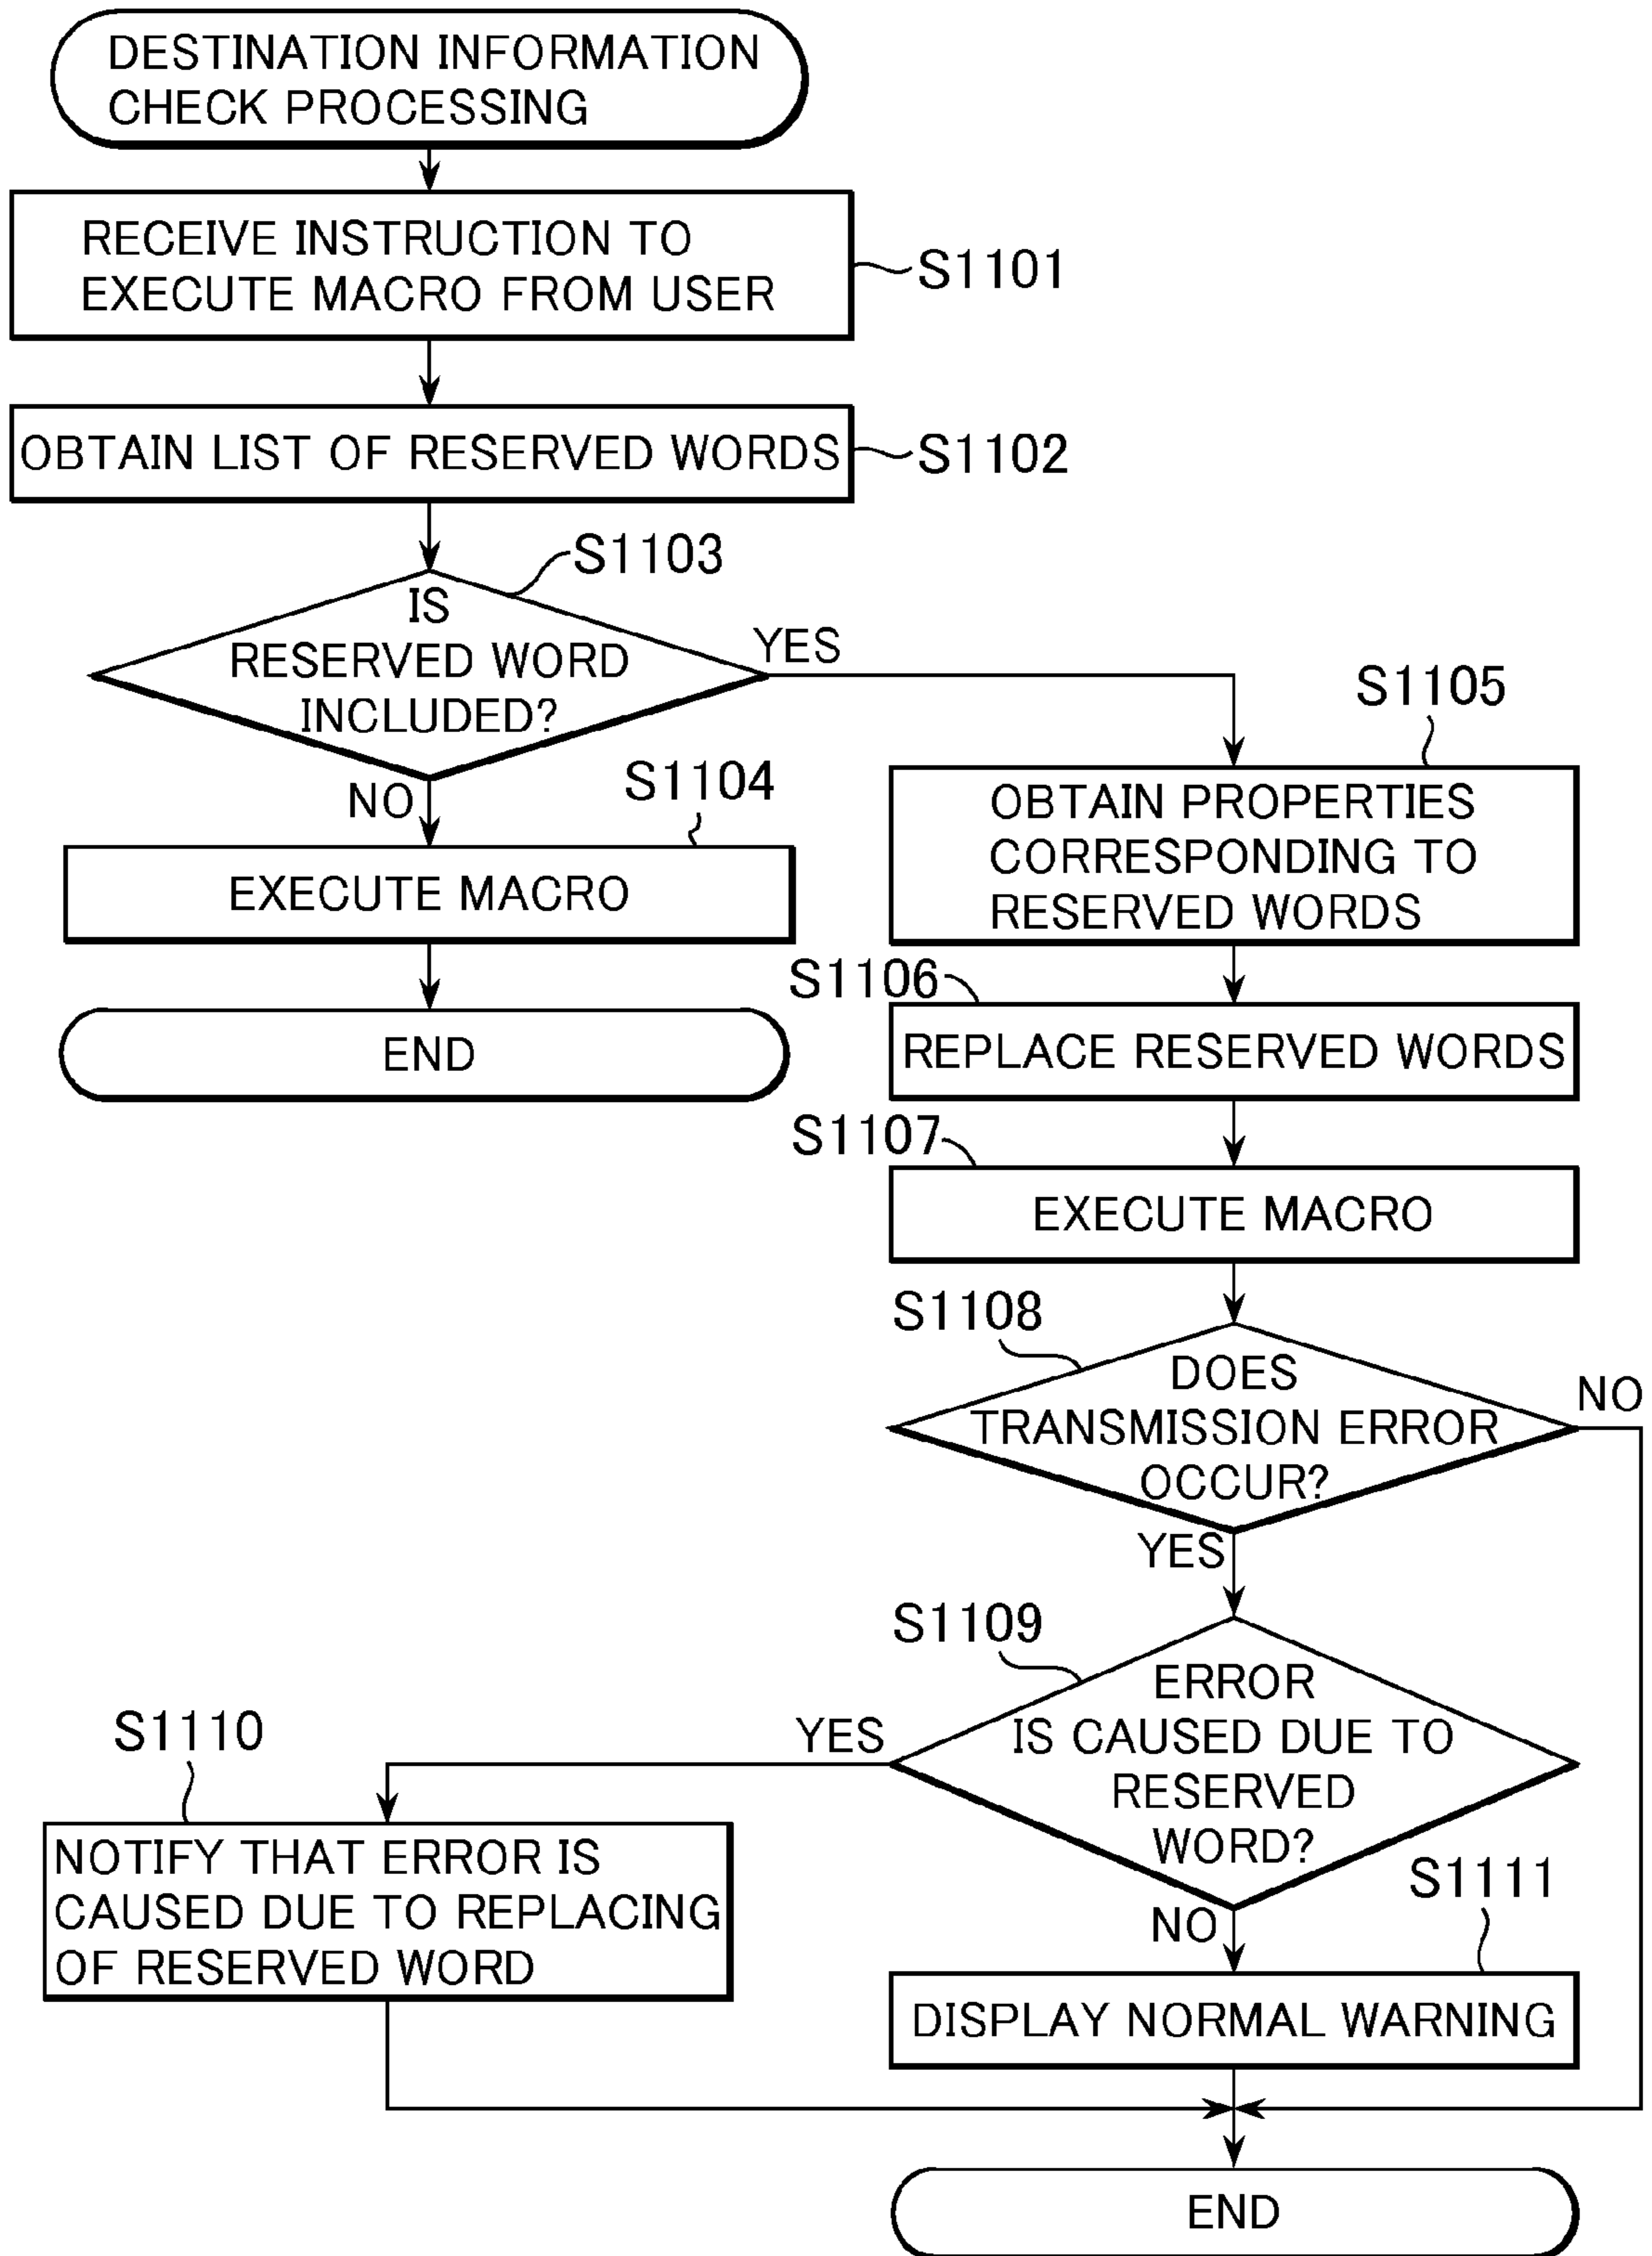 DESTINATION INFORMATION
CHECK PROCESSING
RECEIVE INSTRUCTION TO
EXECUTE MACRO FROM USER
S1101
OBTAIN LIST OF RESERVED WORDS
S1102
S1103
IS
RESERVED WORD
INCLUDED?
YES
NO
S1104
EXECUTE MACRO
END
S1105
OBTAIN PROPERTIES
CORRESPONDING TO
RESERVED WORDS
S1106
REPLACE RESERVED WORDS
S1107
EXECUTE MACRO
S1108
DOES
TRANSMISSION ERROR
OCCUR?
NO
YES
S1109
ERROR
IS CAUSED DUE TO
RESERVED
WORD?
YES
S1110
NOTIFY THAT ERROR IS
CAUSED DUE TO REPLACING
OF RESERVED WORD
NO
S1111
DISPLAY NORMAL WARNING
END